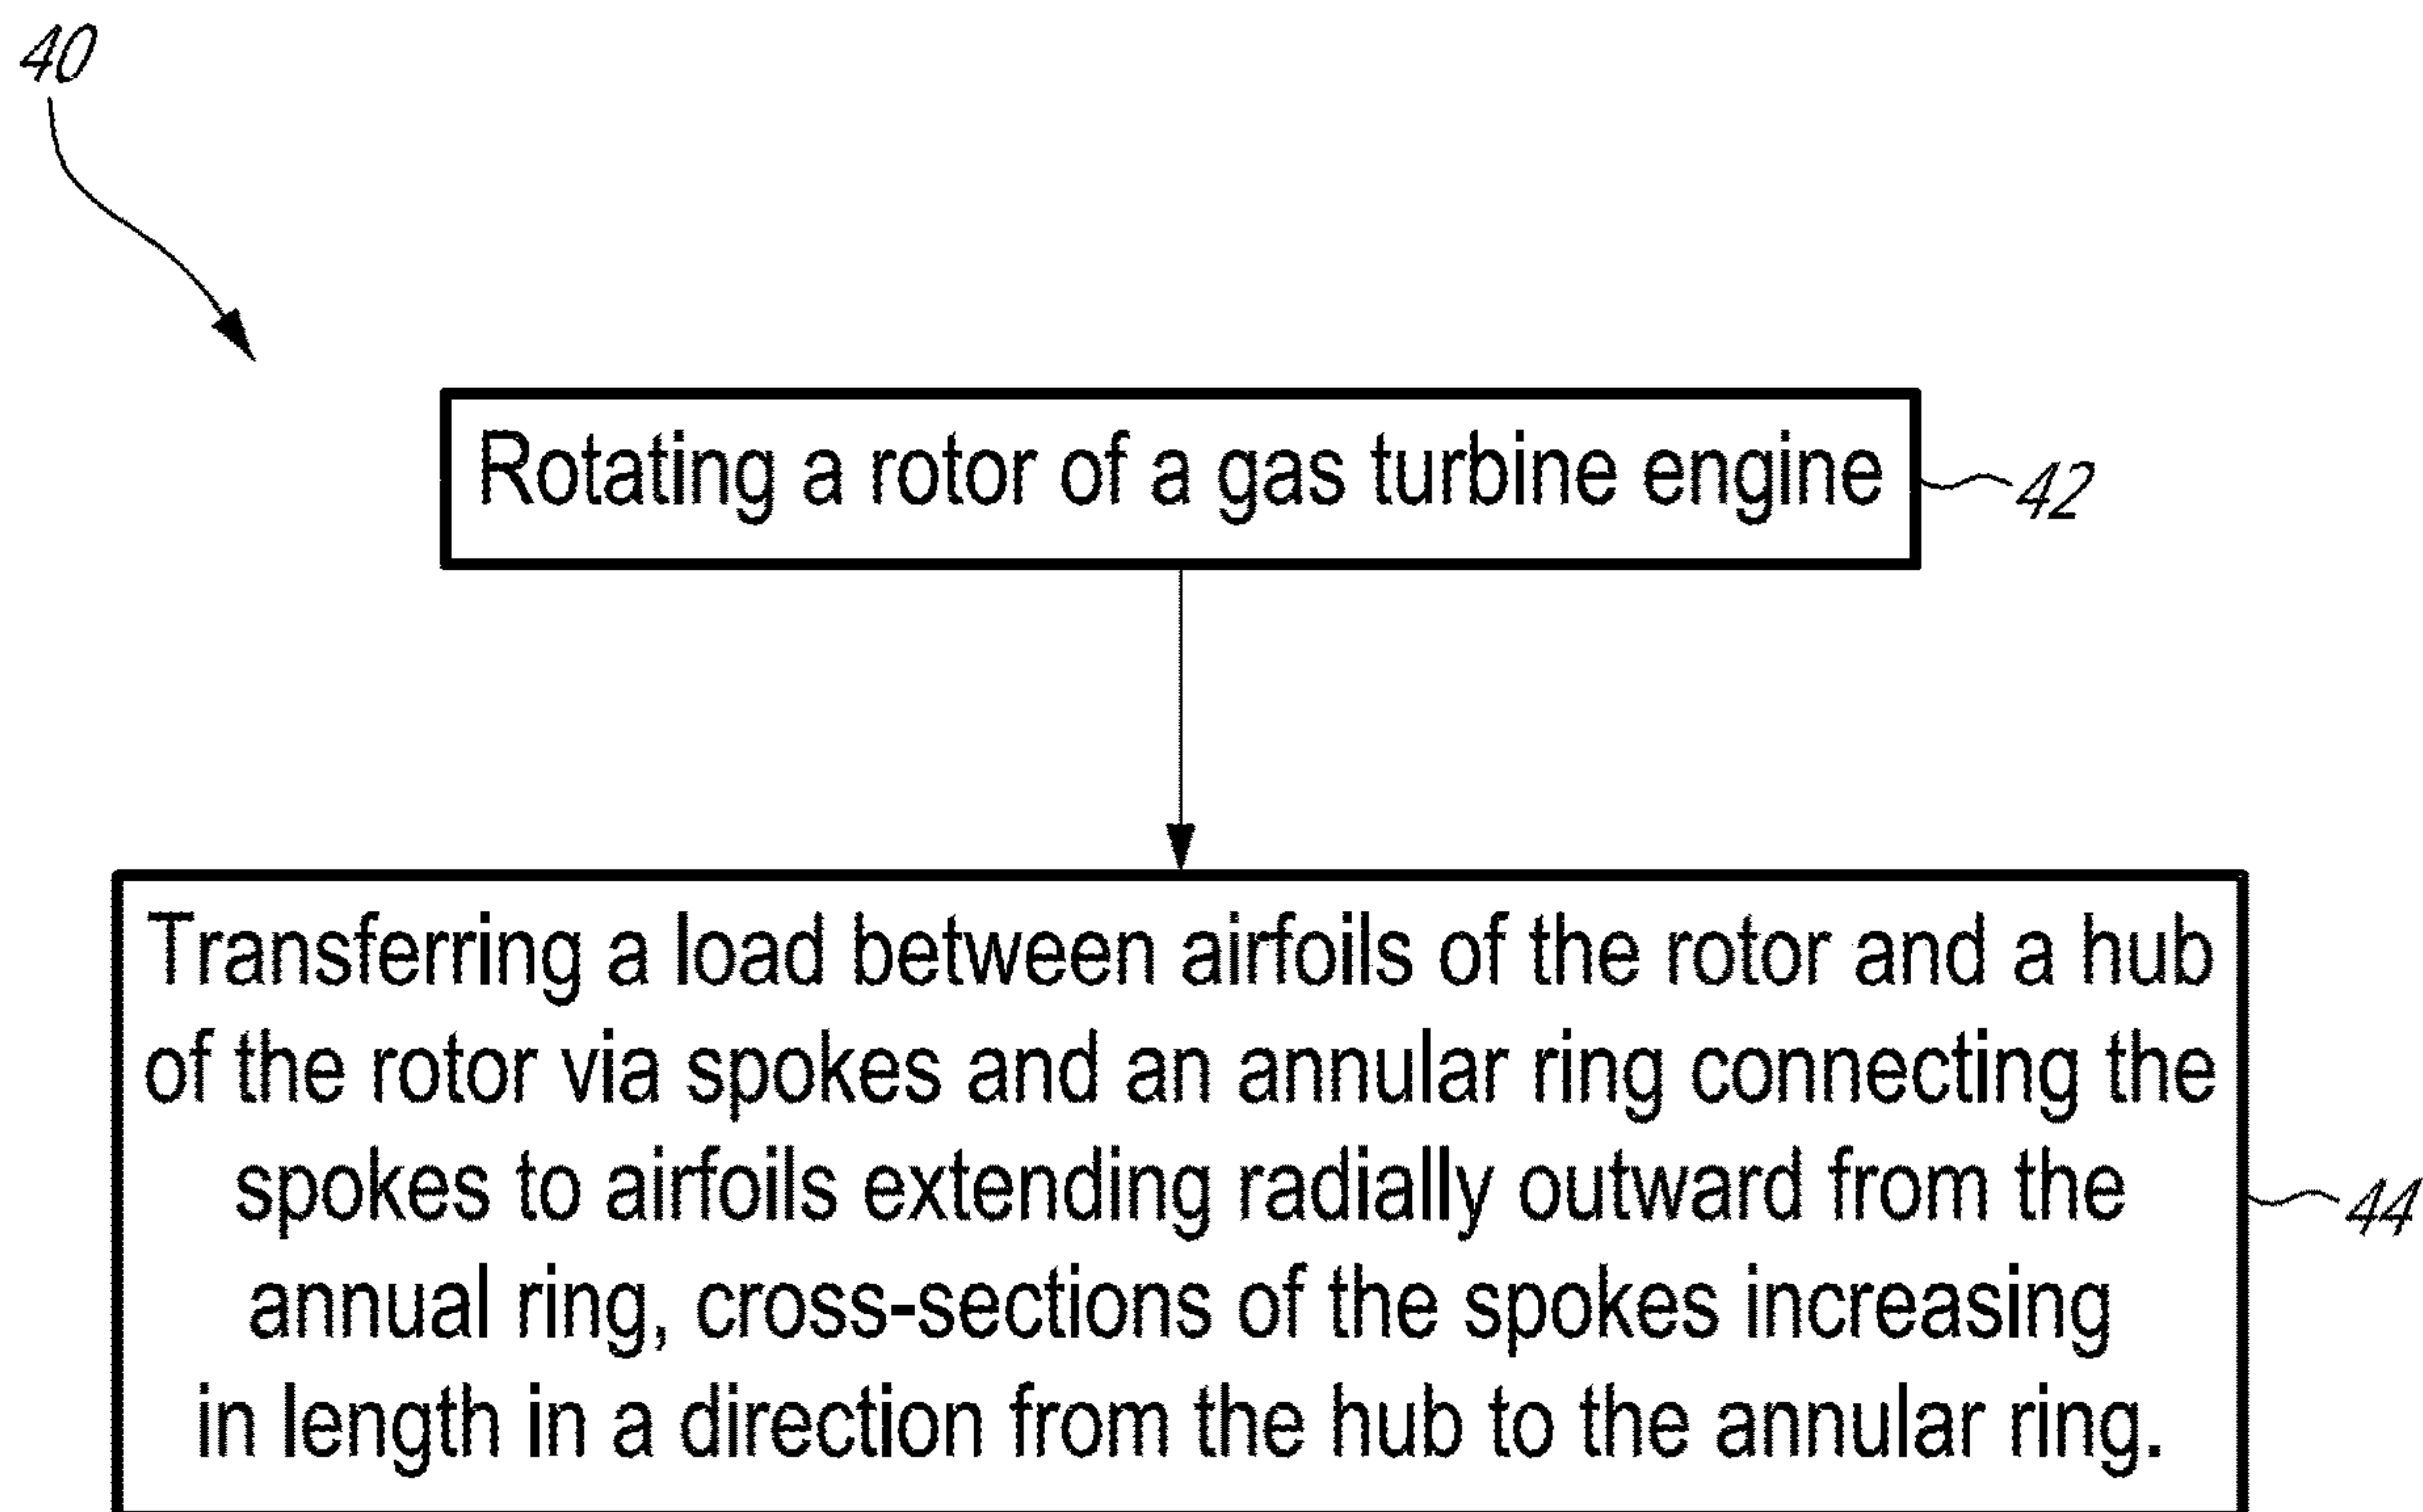 40
Rotating a rotor of a gas turbine engine
42
Transferring a load between airfoils of the rotor and a hub
of the rotor via spokes and an annular ring connecting the
spokes to airfoils extending radially outward from the
annual ring, cross-sections of the spokes increasing
in length in a direction from the hub to the annular ring.
44